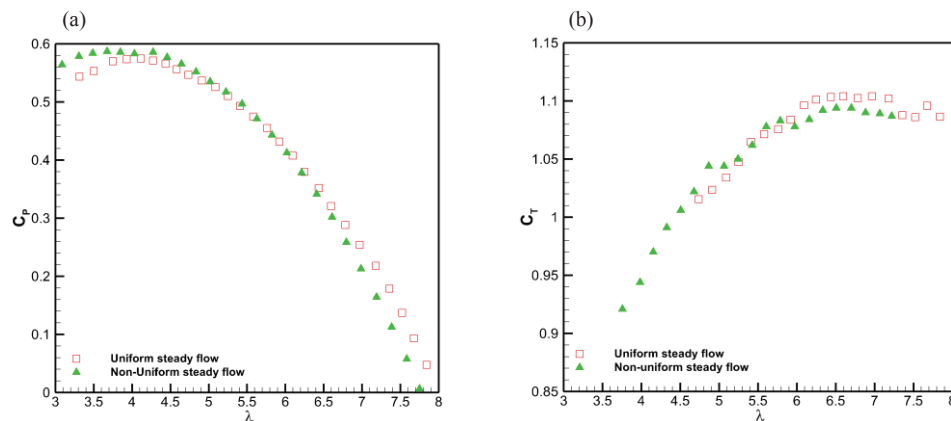 (a)
0.6
0.5
0.4
0.3
0.2
0.1
0
C_P
3 3.5 4 4.5 5 5.5 6 6.5 7 7.5 8
λ
Uniform steady flow
Non-Uniform steady flow
(b)
1.15
1.1
1.05
1
0.95
0.9
0.85
C_T
3 3.5 4 4.5 5 5.5 6 6.5 7 7.5 8
λ
Uniform steady flow
Non-uniform steady flow